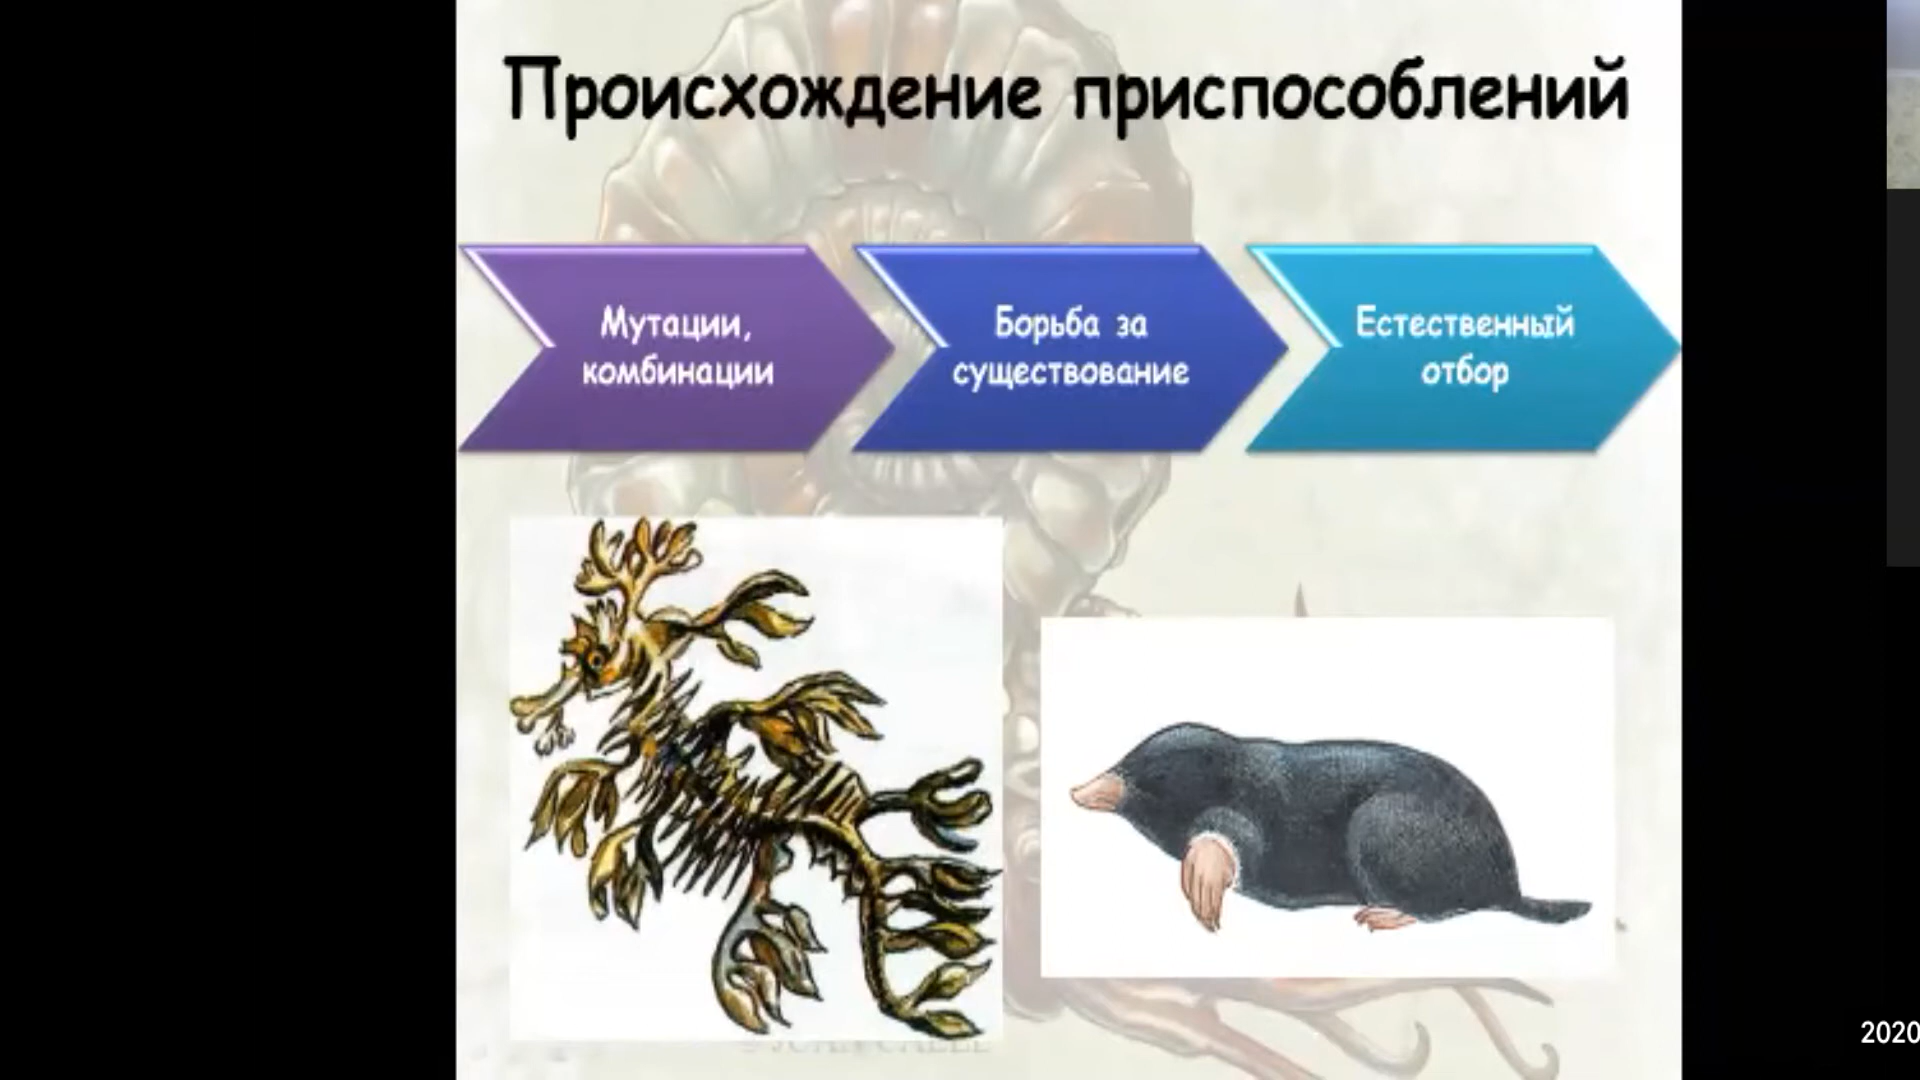 Происхождение приспособлений
Мутации,
комбинации
Борьба за
существование
Естественный
отбор
2020